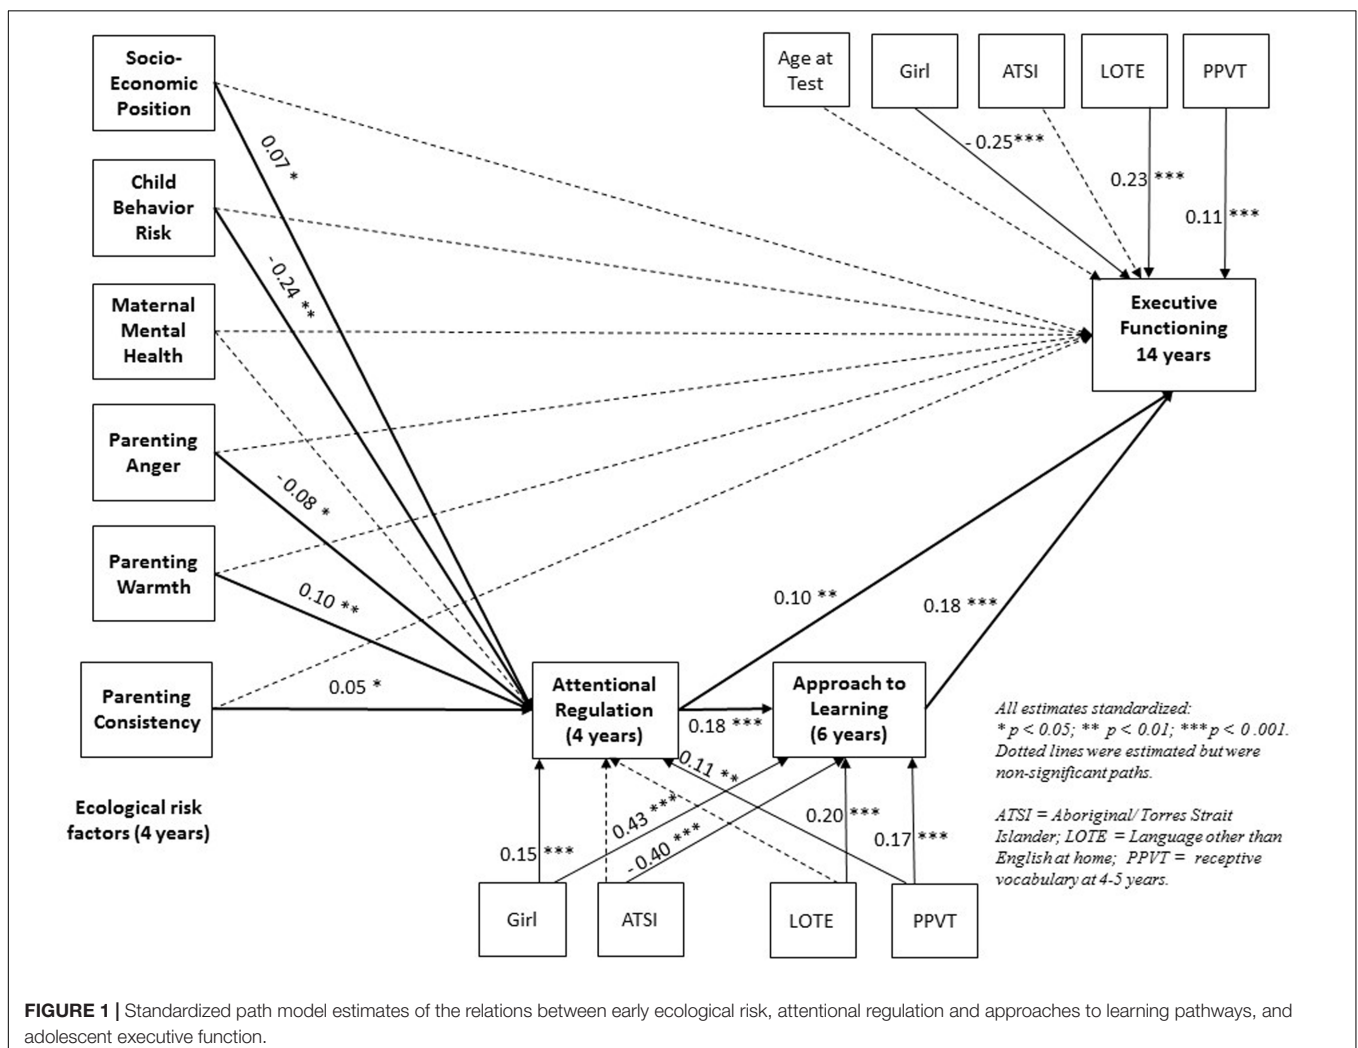 Socio-
Economic
Position
Child
Behavior
Risk
Maternal
Mental
Health
Parenting
Anger
Parenting
Warmth
Parenting
Consistency
Ecological risk
factors (4 years)
Age at
Test
Girl
ATSI
LOTE
PPVT
- 0.25***
0.23 ***
0.11 ***
Executive
Functioning
14 years
0.07 *
- 0.24 **
- 0.08 *
0.10 **
0.05 *
0.10 **
0.18 ***
Attentional
Regulation
(4 years)
0.18 ***
Approach to
Learning
(6 years)
0.11 **
0.43 ***
- 0.40 ***
0.15 ***
0.20 ***
0.17 ***
Girl
ATSI
LOTE
PPVT
All estimates standardized:
* p < 0.05; ** p < 0.01; ***p < 0 .001.
Dotted lines were estimated but were
non-significant paths.
ATSI = Aboriginal/ Torres Strait
Islander; LOTE = Language other than
English at home; PPVT = receptive
vocabulary at 4-5 years.
FIGURE 1 | Standardized path model estimates of the relations between early ecological risk, attentional regulation and approaches to learning pathways, and
adolescent executive function.